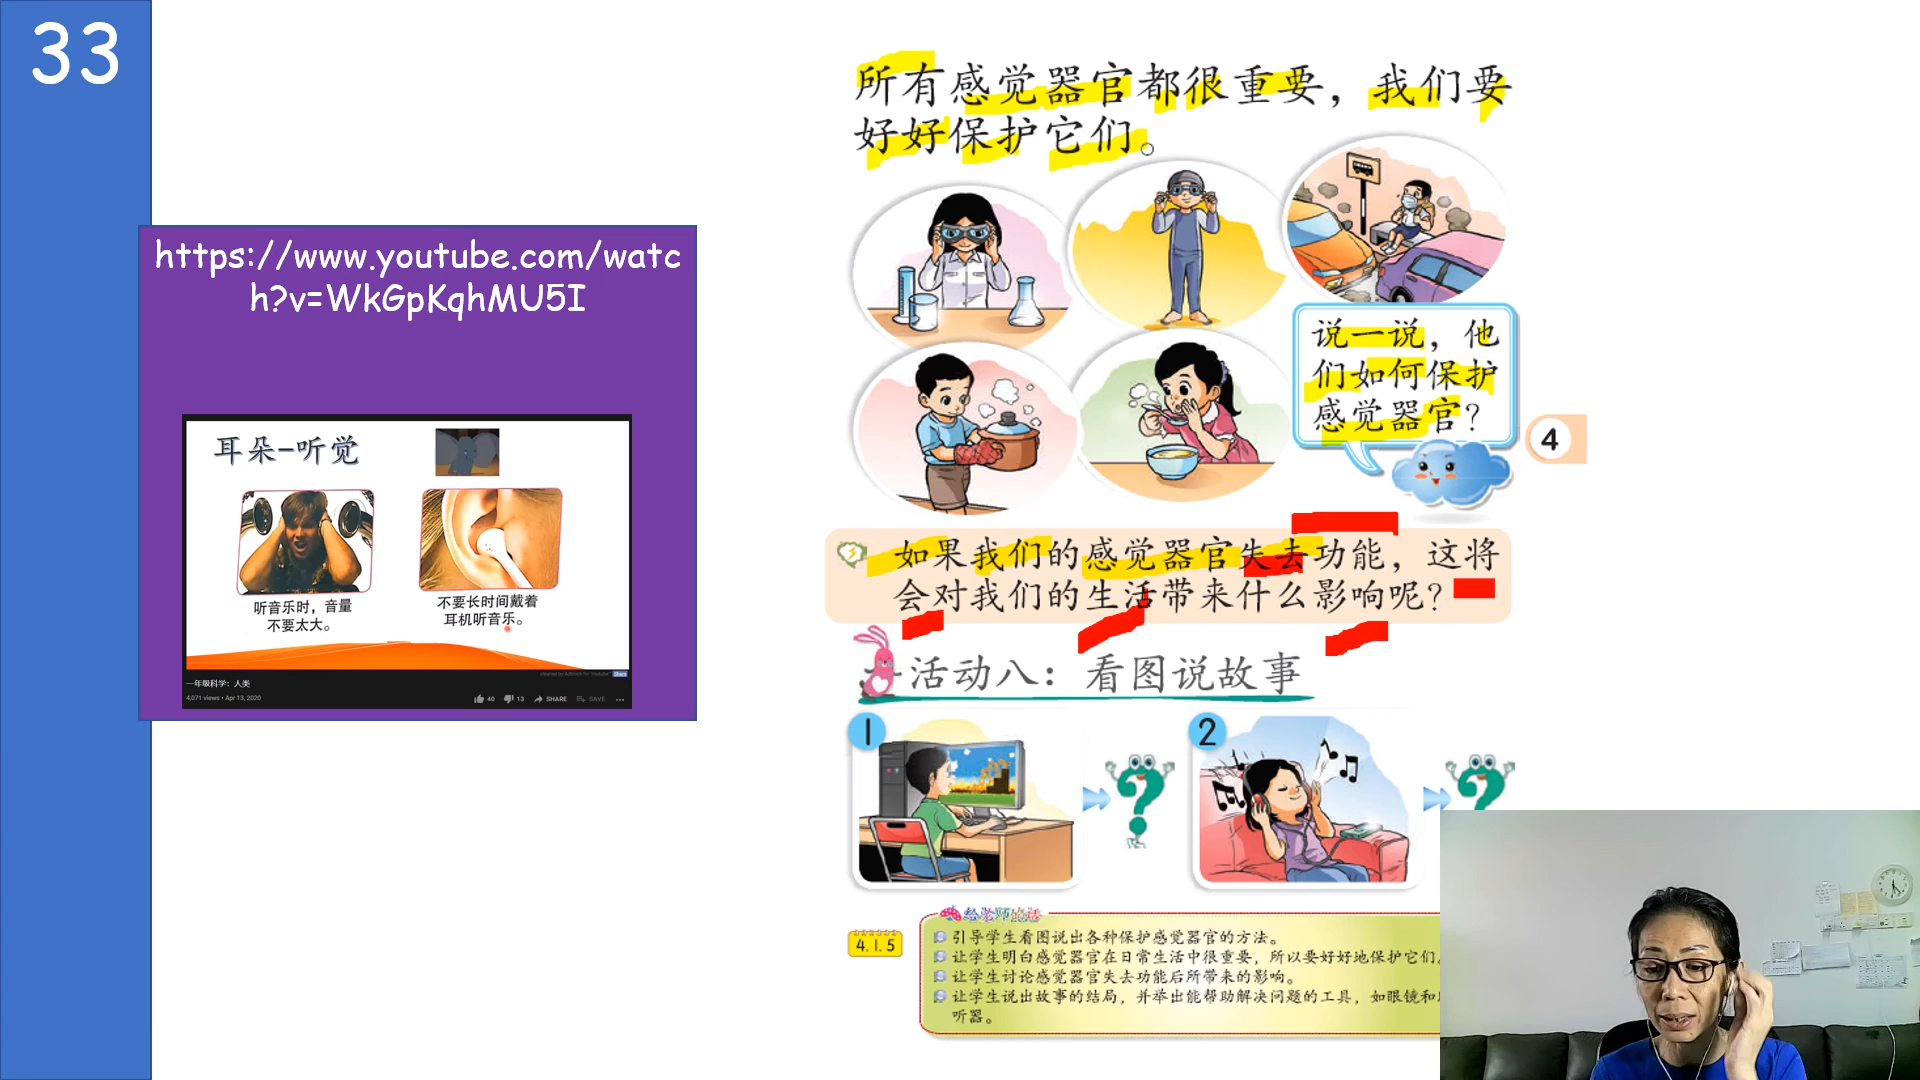 33
https://www.youtube.com/watc
h?v=WkGpKqhMU5I
耳朵-听觉
听音乐时，音量
不要太大。
不要长时间戴着
耳机听音乐。
一年级科学：人类
4,071 views • Apr 13, 2020
40
13
SHARE
SAVE
所有感觉器官都很重要，我们要
好好保护它们。
说一说，他
们如何保护
感觉器官？
4
如果我们的感觉器官失去功能，这将
会对我们的生活带来什么影响呢？
活动八：看图说故事
1
2
给老师的话
4.1.5
引导学生看图说出各种保护感觉器官的方法。
让学生明白感觉器官在日常生活中很重要，所以要好好地保护它们。
让学生讨论感觉器官失去功能后所带来的影响。
让学生说出故事的结局，并举出能帮助解决问题的工具，如眼镜和
听器。